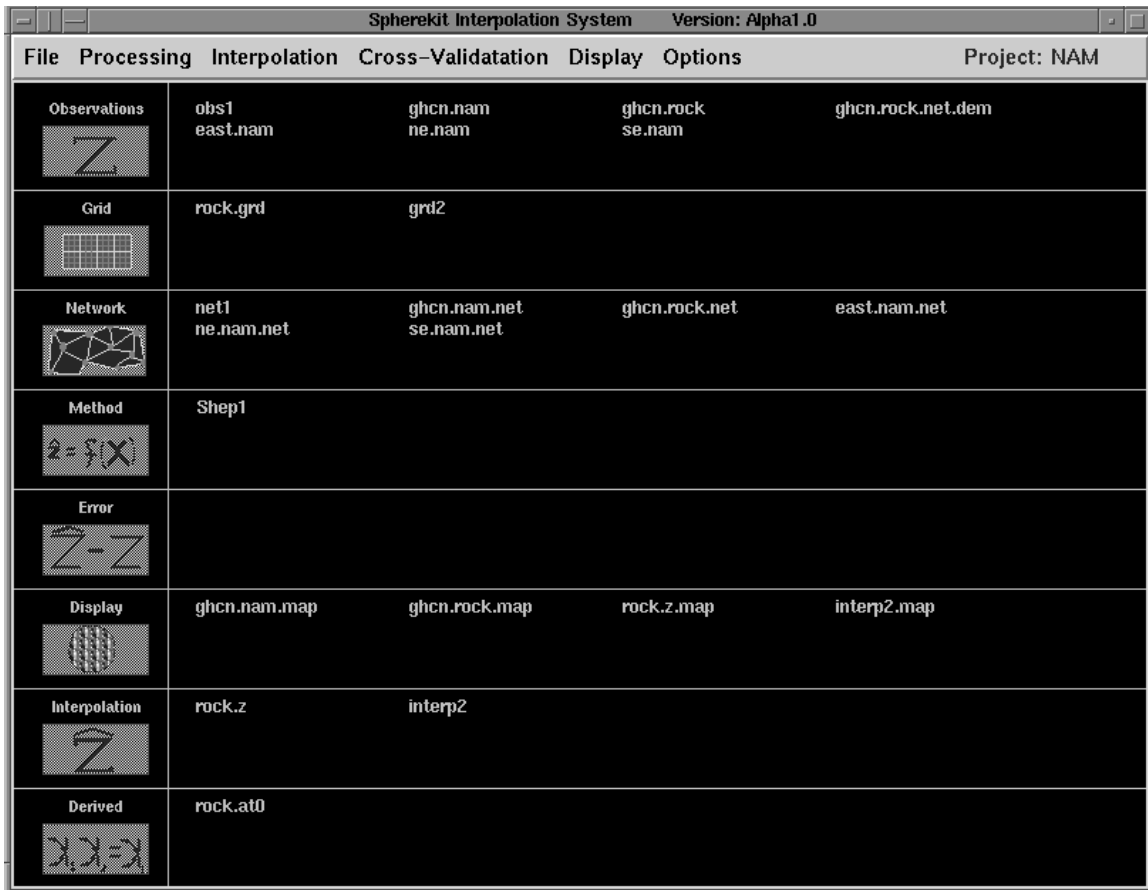 Spherekit Interpolation System Version: Alpha1.0
File Processing Interpolation Cross-Validatation Display Options Project: NAM
Observations obs1 ghcn.nam ghcn.rock ghcn.rock.net.dem
east.nam ne.nam se.nam
Z
Grid rock.grd grd2
Network net1 ghcn.nam.net ghcn.rock.net east.nam.net
ne.nam.net se.nam.net
Method Shep1
ẑ = f(X)
Error
Ẑ - Z
Display ghcn.nam.map ghcn.rock.map rock.z.map interp2.map
Interpolation rock.z interp2
Ẑ
Derived rock.at0